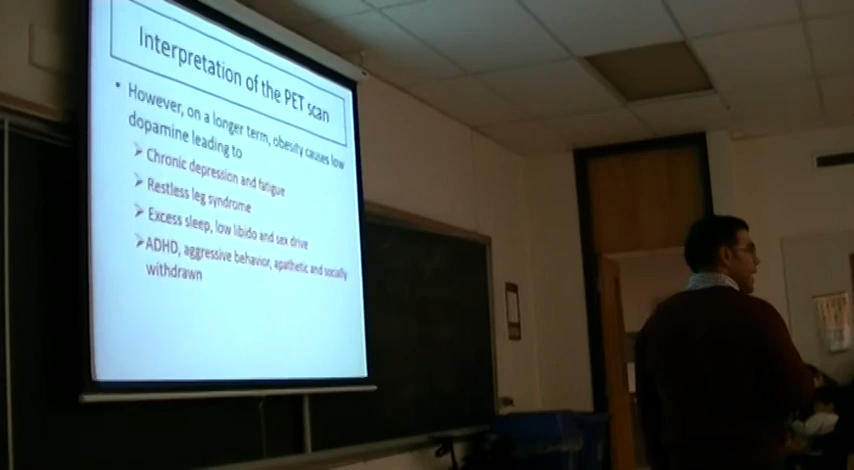 Interpretation of the PET scan
• However, on a longer term, obesity causes low
dopamine leading to
➢ Chronic depression and fatigue
➢ Restless leg syndrome
➢ Excess sleep, low libido and sex drive
➢ ADHD, aggressive behavior, apathetic and socially
withdrawn